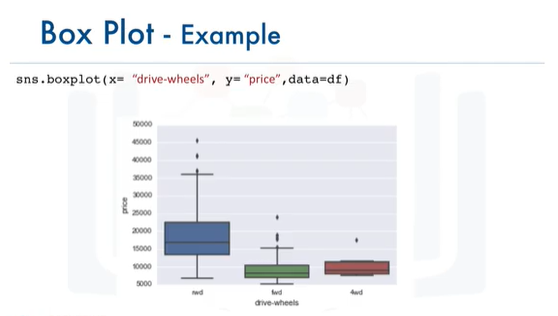 Box Plot - Example
sns.boxplot(x= "drive-wheels", y= "price",data=df)
50000
45000
40000
35000
30000
25000
20000
15000
10000
5000
price
rwd
fwd
4wd
drive-wheels